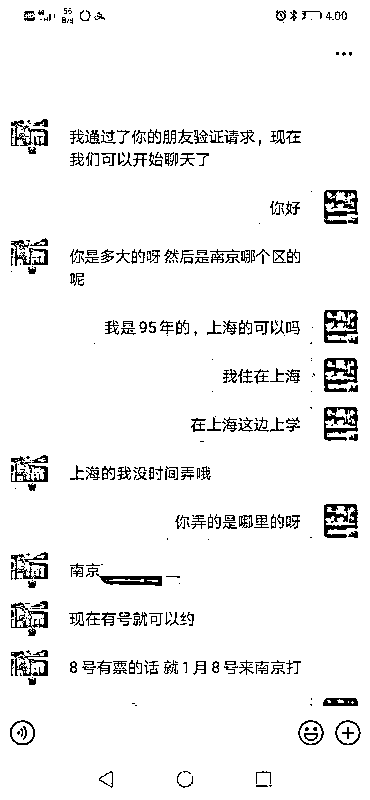 56
B/s
4:00
我通过了你的朋友验证请求，现在
我们可以开始聊天了
你好
你是多大的呀 然后是南京哪个区的
呢
我是95年的，上海的可以吗
我住在上海
在上海这边上学
上海的我没时间弄哦
你弄的是哪里的呀
南京
现在有号就可以约
8号有票的话 就1月8号来南京打